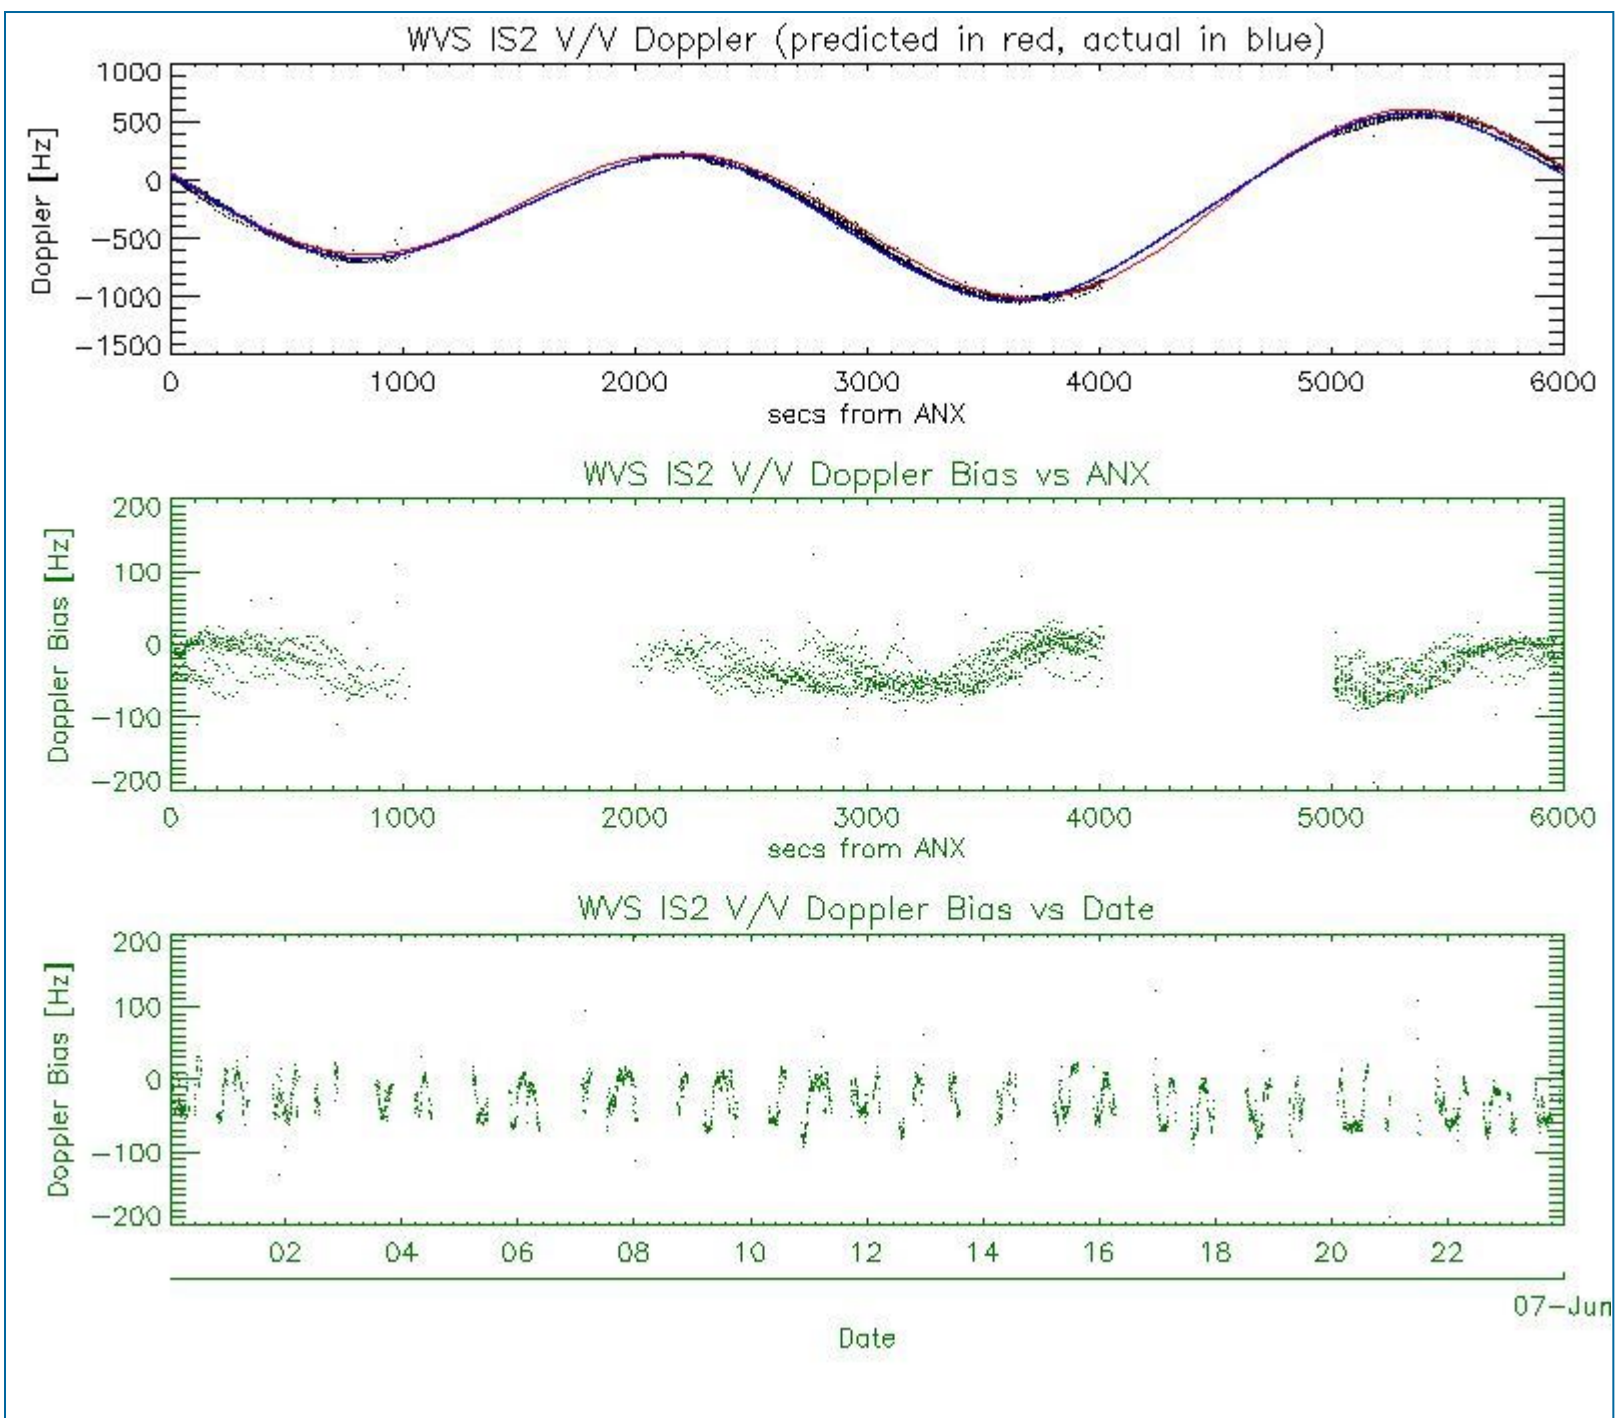 WVS IS2 V/V Doppler (predicted in red, actual in blue)
Doppler [Hz]
1000
500
0
-500
-1000
-1500
0 1000 2000 3000 4000 5000 6000
secs from ANX
WVS IS2 V/V Doppler Bias vs ANX
Doppler Bias [Hz]
200
100
0
-100
-200
0 1000 2000 3000 4000 5000 6000
secs from ANX
WVS IS2 V/V Doppler Bias vs Date
Doppler Bias [Hz]
200
100
0
-100
-200
02 04 06 08 10 12 14 16 18 20 22
07-Jun
Date